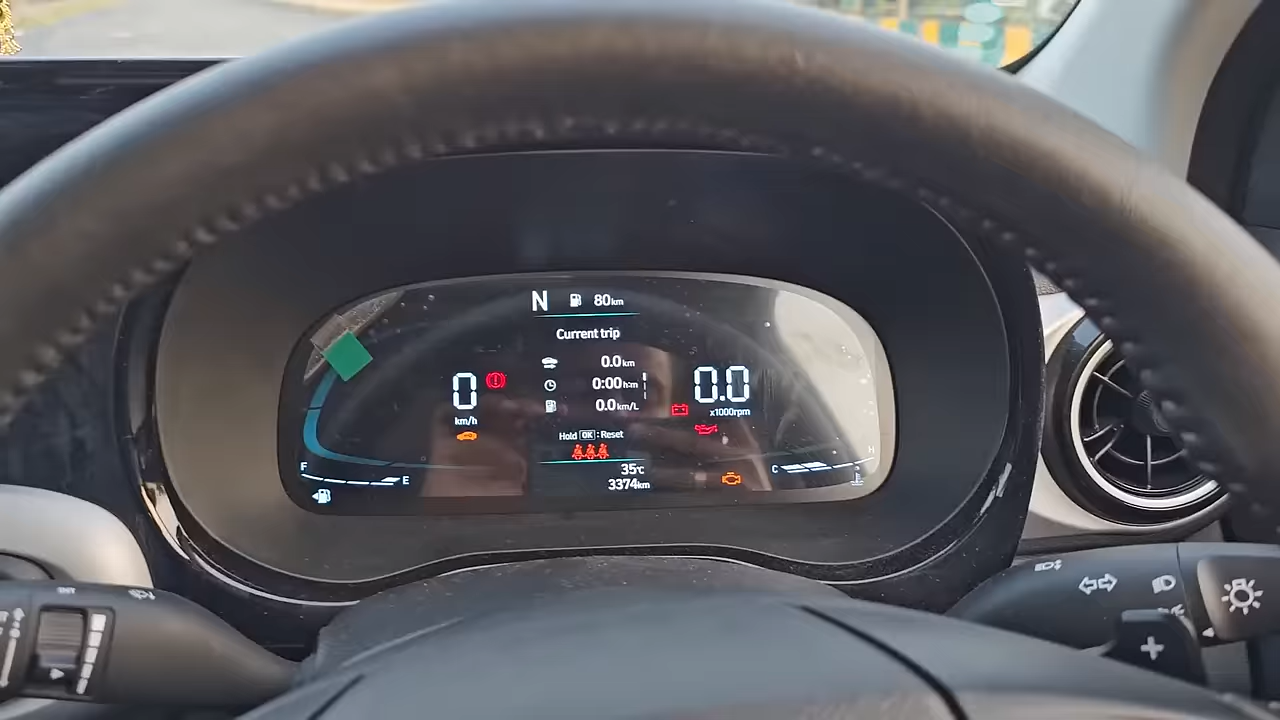 N 80km
Current trip
0.0km
0:00h:m
0.0km/L
0
km/h
0.0
x1000rpm
Hold OK : Reset
35℃
3374km
F
E
C
H
INT
+